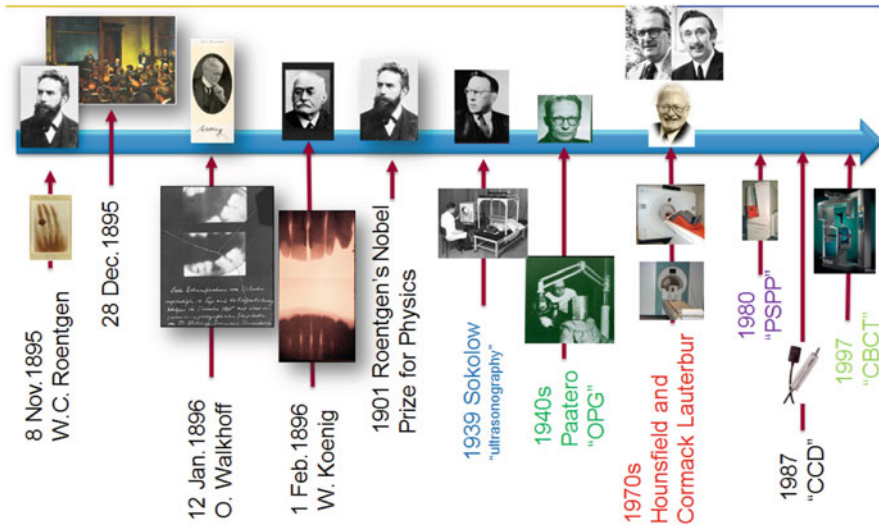 8 Nov.1895
W.C. Roentgen
28 Dec.1895
12 Jan. 1896
O. Walkhoff
1 Feb.1896
W. Koenig
1901 Roentgen's Nobel
Prize for Physics
1939 Sokolow
"ultrasonography"
1940s
Paatero
"OPG"
1970s
Hounsfield and
Cormack Lauterbur
1980
"PSPP"
1987
"CCD"
1997
"CBCT"